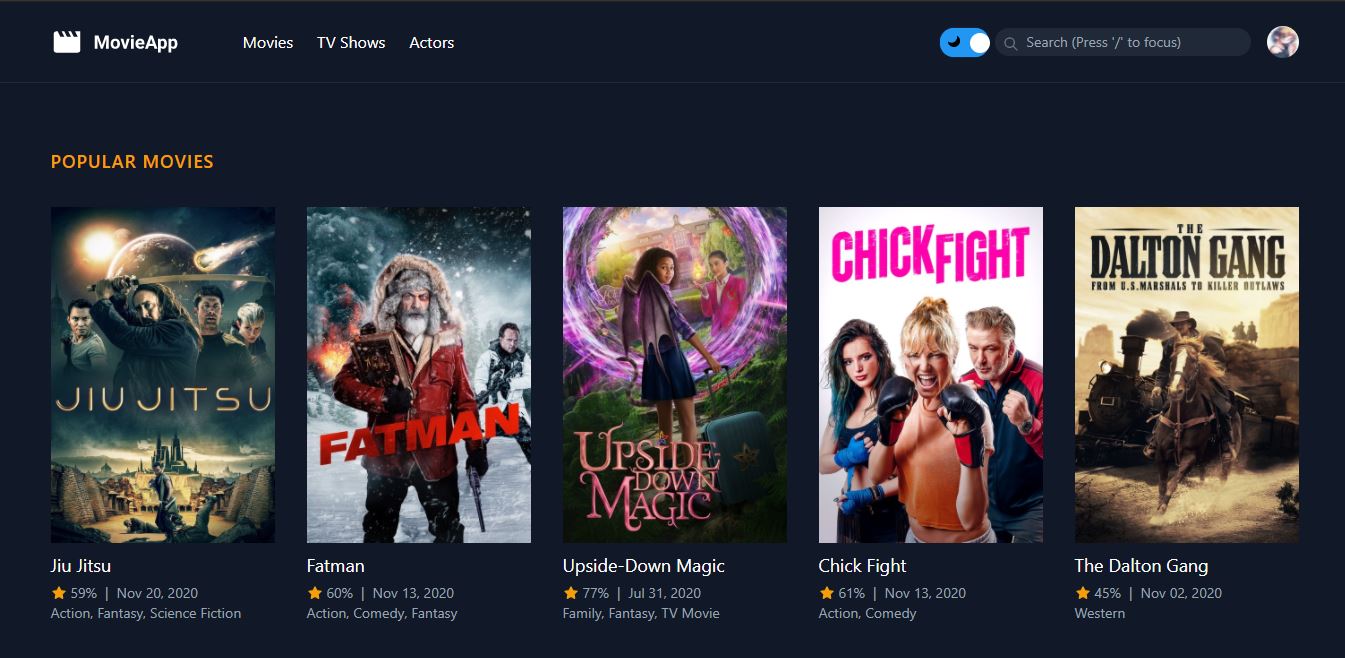 MovieApp
Movies
TV Shows
Actors
Search (Press '/' to focus)
POPULAR MOVIES
JIU JITSU
FATMAN
UPSIDE-
DOWN
MAGIC
CHICKFIGHT
THE
DALTON GANG
FROM U.S. MARSHALS TO KILLER OUTLAWS
Jiu Jitsu
59% | Nov 20, 2020
Action, Fantasy, Science Fiction
Fatman
60% | Nov 13, 2020
Action, Comedy, Fantasy
Upside-Down Magic
77% | Jul 31, 2020
Family, Fantasy, TV Movie
Chick Fight
61% | Nov 13, 2020
Action, Comedy
The Dalton Gang
45% | Nov 02, 2020
Western